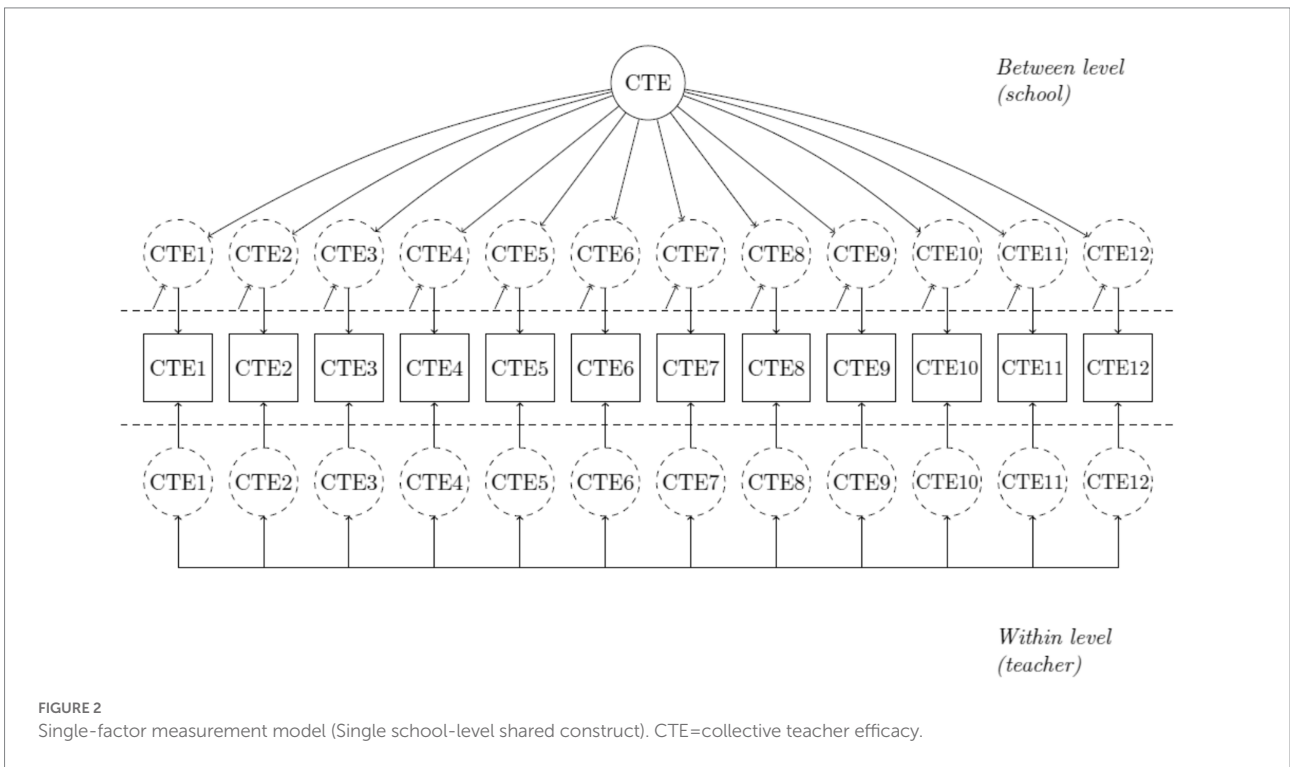 CTE
Between level
(school)
CTE1 CTE2 CTE3 CTE4 CTE5 CTE6 CTE7 CTE8 CTE9 CTE10 CTE11 CTE12
CTE1 CTE2 CTE3 CTE4 CTE5 CTE6 CTE7 CTE8 CTE9 CTE10 CTE11 CTE12
CTE1 CTE2 CTE3 CTE4 CTE5 CTE6 CTE7 CTE8 CTE9 CTE10 CTE11 CTE12
Within level
(teacher)
FIGURE 2
Single-factor measurement model (Single school-level shared construct). CTE=collective teacher efficacy.